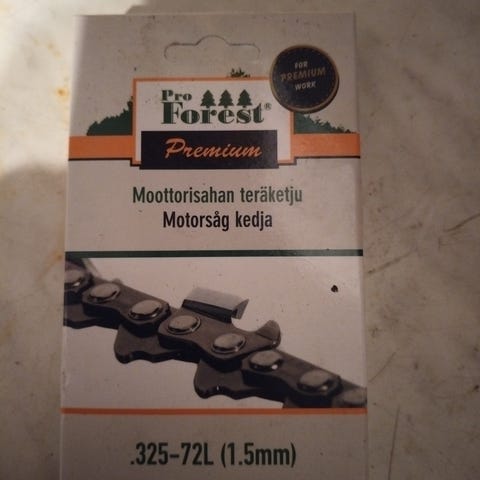 Pro
Forest®
Premium
FOR
PREMIUM
WORK
Moottorisahan teräketju
Motorsåg kedja
.325-72L (1.5mm)